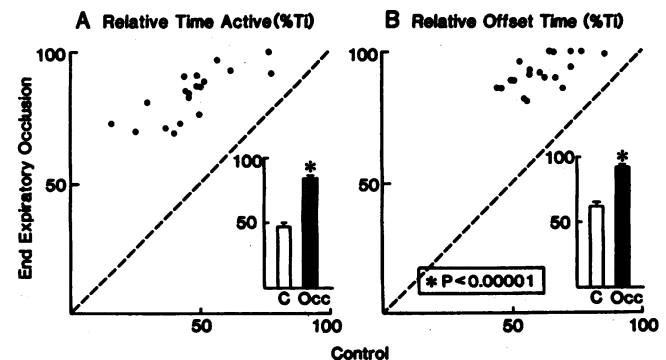 A Relative Time Active (%Ti)
B Relative Offset Time (%Ti)
End Expiratory Occlusion
100
50
50
100
100
50
*
C Occ
100
50
50
100
100
50
*
C Occ
* P<0.00001
Control